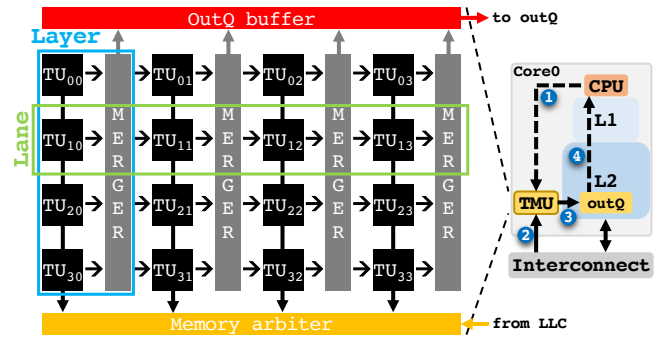 OutQ buffer
to outQ
Layer
TU00 TU01 TU02 TU03
Lane
TU10 TU11 TU12 TU13
TU20 TU21 TU22 TU23
TU30 TU31 TU32 TU33
MERGER
MERGER
MERGER
MERGER
Memory arbiter
from LLC
Core0
CPU
1
L1
4
L2
TMU
3
outQ
2
Interconnect